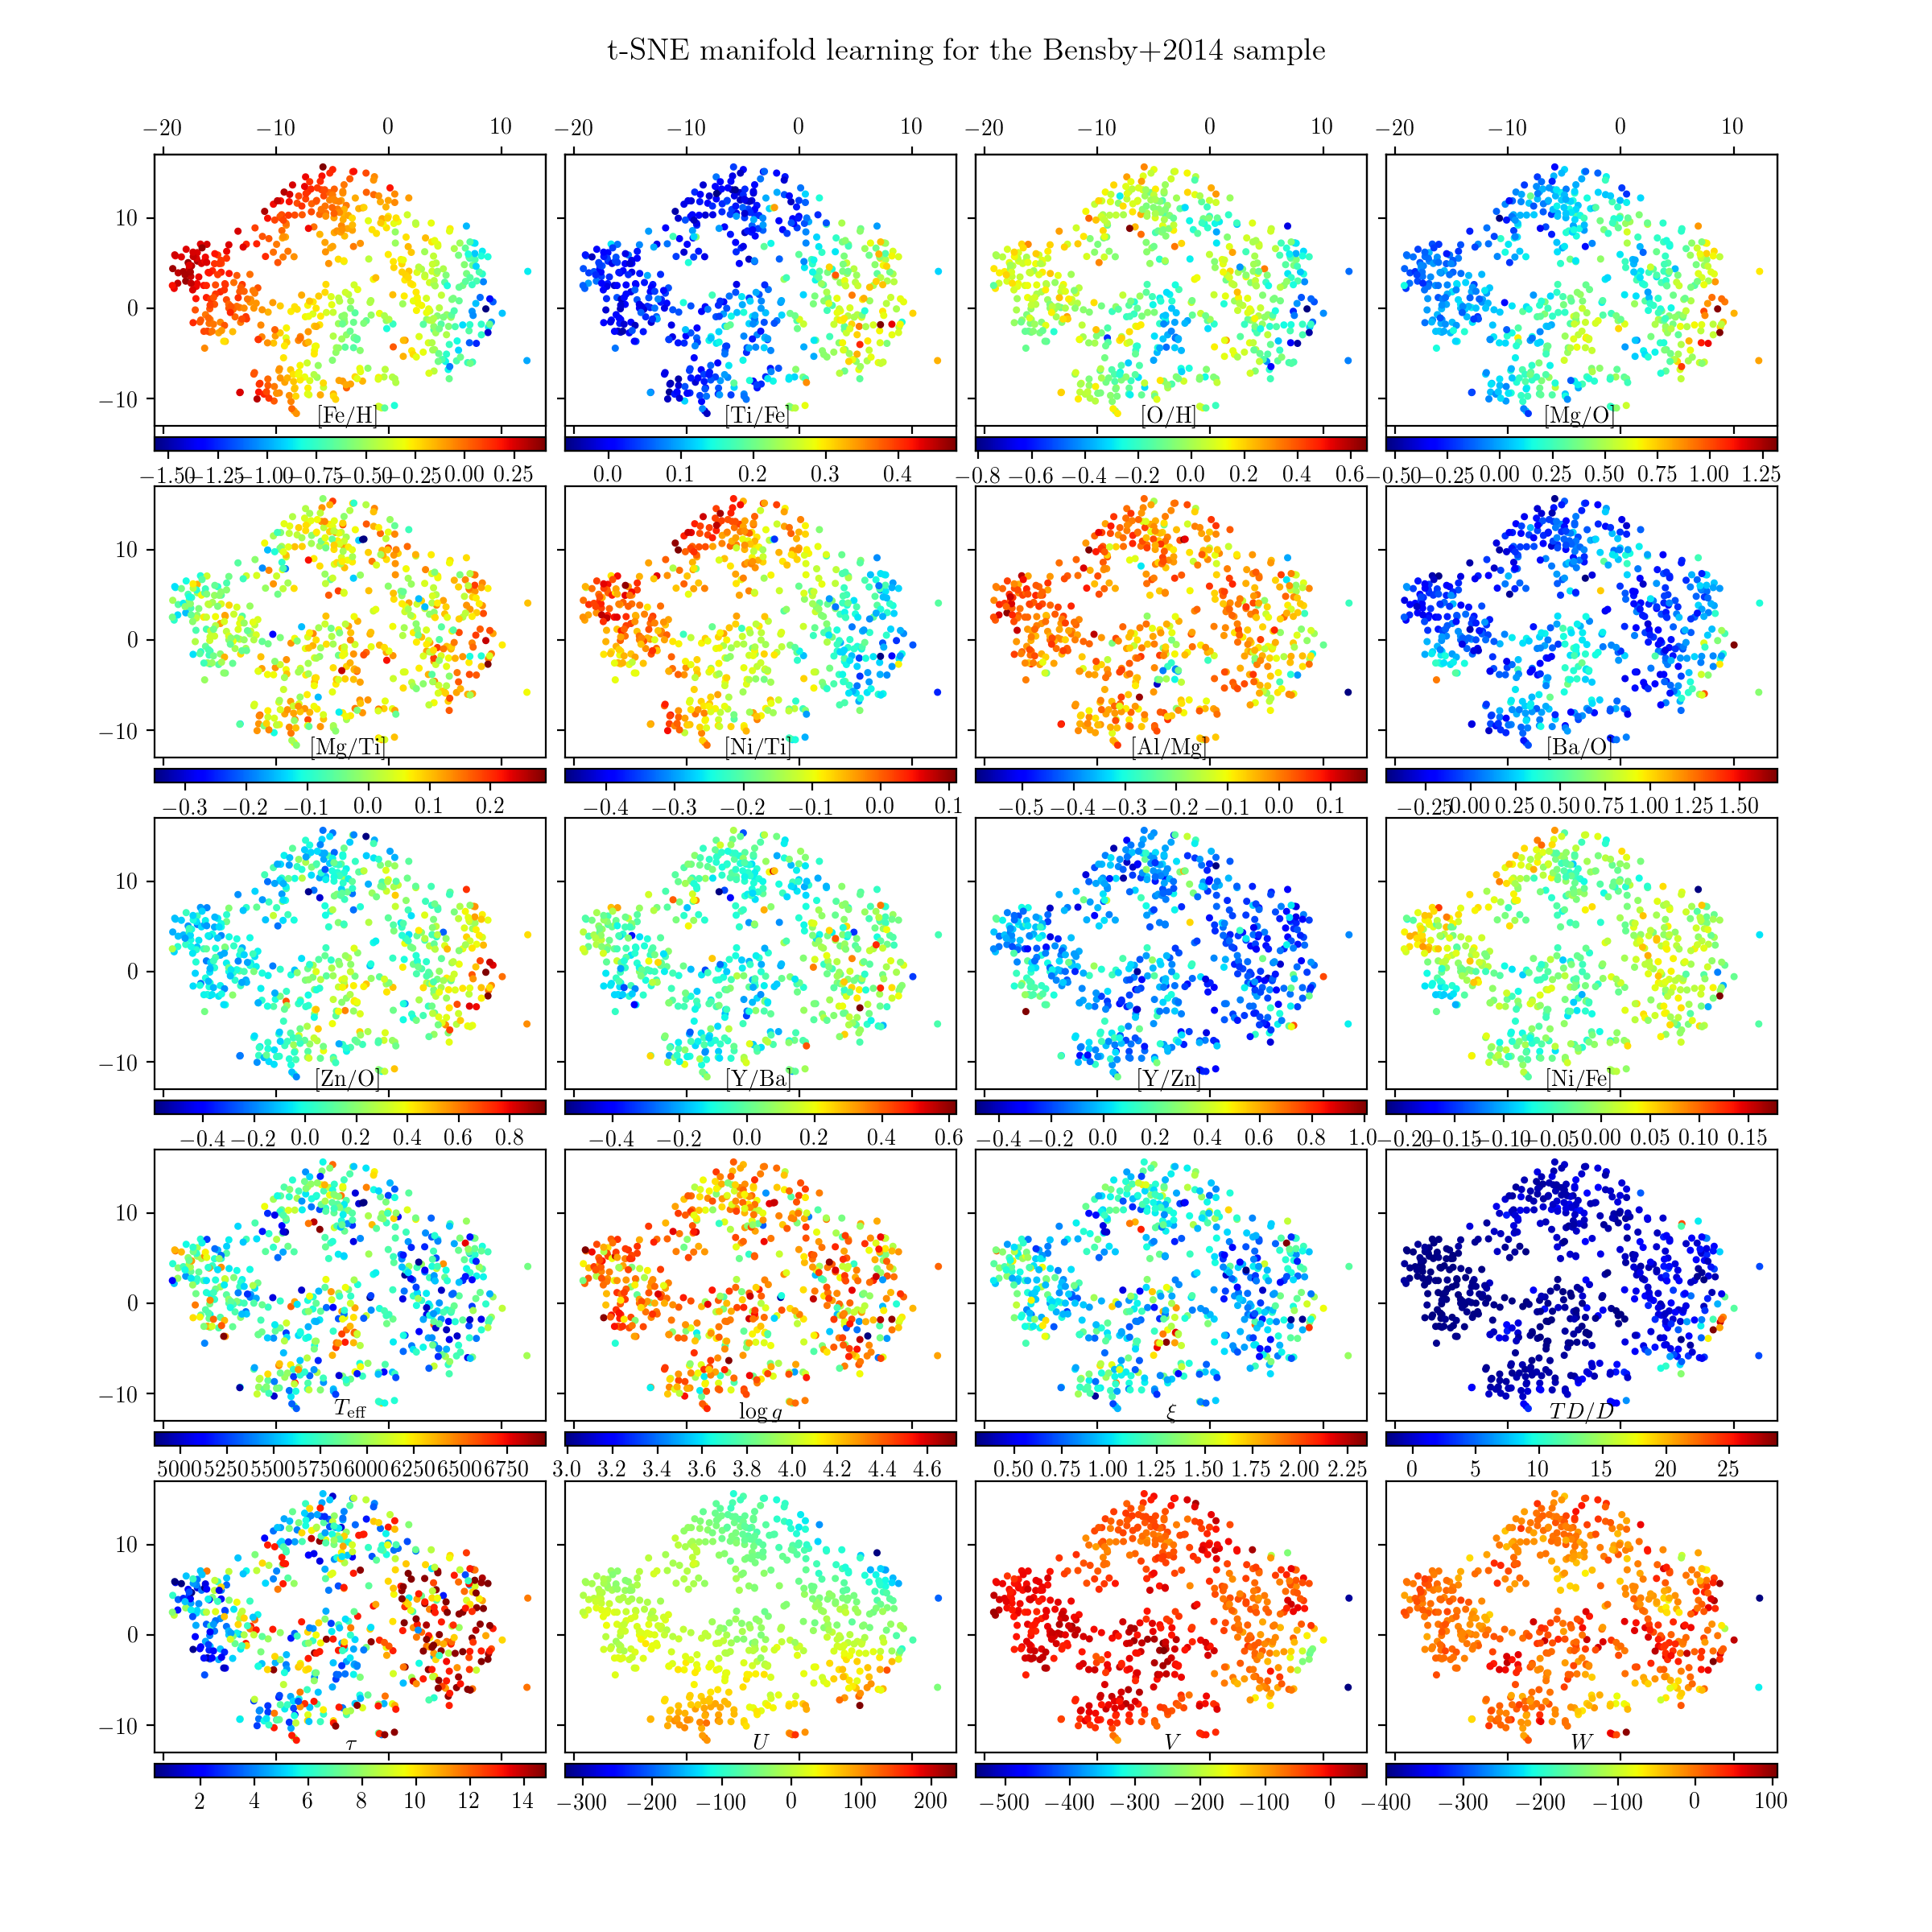 t-SNE manifold learning for the Bensby+2014 sample
−20 −10 0 10 −20 −10 0 10 −20 −10 0 10 −20 −10 0 10
10
0
−10
[Fe/H] [Ti/Fe] [O/H] [Mg/O]
−1.50 −1.25 −1.00 −0.75 −0.50 −0.25 0.00 0.25 0.0 0.1 0.2 0.3 0.4 −0.8 −0.6 −0.4 −0.2 0.0 0.2 0.4 0.6 −0.50 −0.25 0.00 0.25 0.50 0.75 1.00 1.25
10
0
−10
[Mg/Ti] [Ni/Ti] [Al/Mg] [Ba/O]
−0.3 −0.2 −0.1 0.0 0.1 0.2 −0.4 −0.3 −0.2 −0.1 0.0 0.1 −0.5 −0.4 −0.3 −0.2 −0.1 0.0 0.1 −0.25 0.00 0.25 0.50 0.75 1.00 1.25 1.50
10
0
−10
[Zn/O] [Y/Ba] [Y/Zn] [Ni/Fe]
−0.4 −0.2 0.0 0.2 0.4 0.6 0.8 −0.4 −0.2 0.0 0.2 0.4 0.6 −0.4 −0.2 0.0 0.2 0.4 0.6 0.8 1.0 −0.20 −0.15 −0.10 −0.05 0.00 0.05 0.10 0.15
10
0
−10
T_eff log g ξ TD/D
5000 5250 5500 5750 6000 6250 6500 6750 3.0 3.2 3.4 3.6 3.8 4.0 4.2 4.4 4.6 0.50 0.75 1.00 1.25 1.50 1.75 2.00 2.25 0 5 10 15 20 25
10
0
−10
τ U V W
2 4 6 8 10 12 14 −300 −200 −100 0 100 200 −500 −400 −300 −200 −100 0 −400 −300 −200 −100 0 100